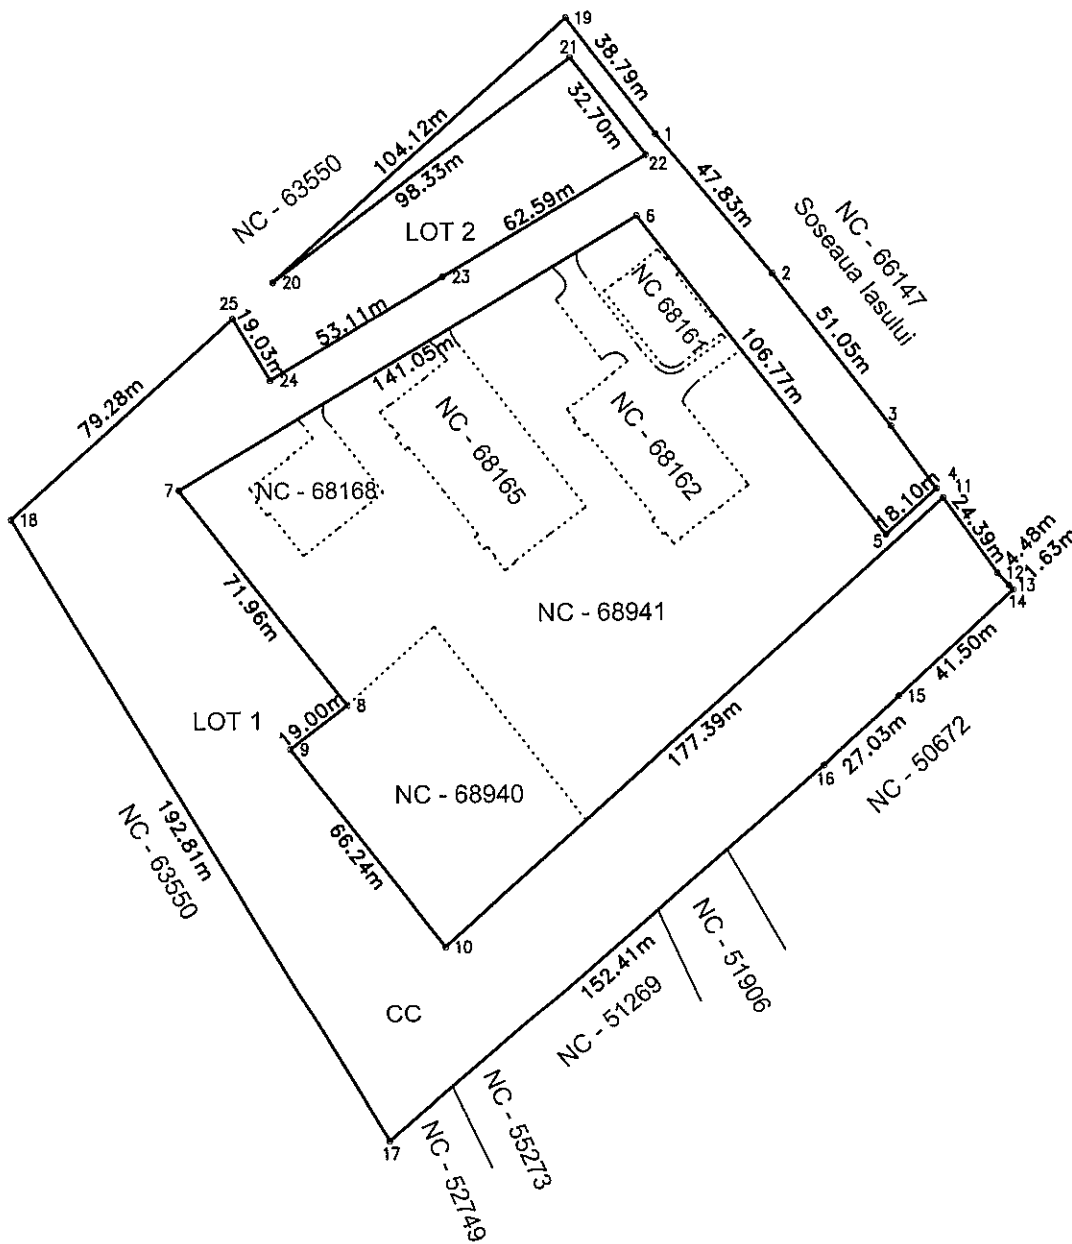 19
38.79m
21
32.70m
104.12m
98.33m
1
22
47.83m
NC - 63550
62.59m
6
LOT 2
NC - 66147
Soseaua Iasului
2
20
23
25
19.03m
53.11m
24
141.05m
NC 68161
106.77m
51.05m
79.28m
3
NC - 68165
NC - 68162
7
NC - 68168
4
11
18.10m
24.39m
18
5
4.48m
12
1.63m
13
14
71.96m
NC - 68941
41.50m
8
15
LOT 1
19.00m
9
177.39m
27.03m
16
NC - 50672
NC - 68940
192.81m
NC - 63550
66.24m
10
NC - 51906
152.41m
NC - 51269
CC
NC - 55273
17
NC - 52749